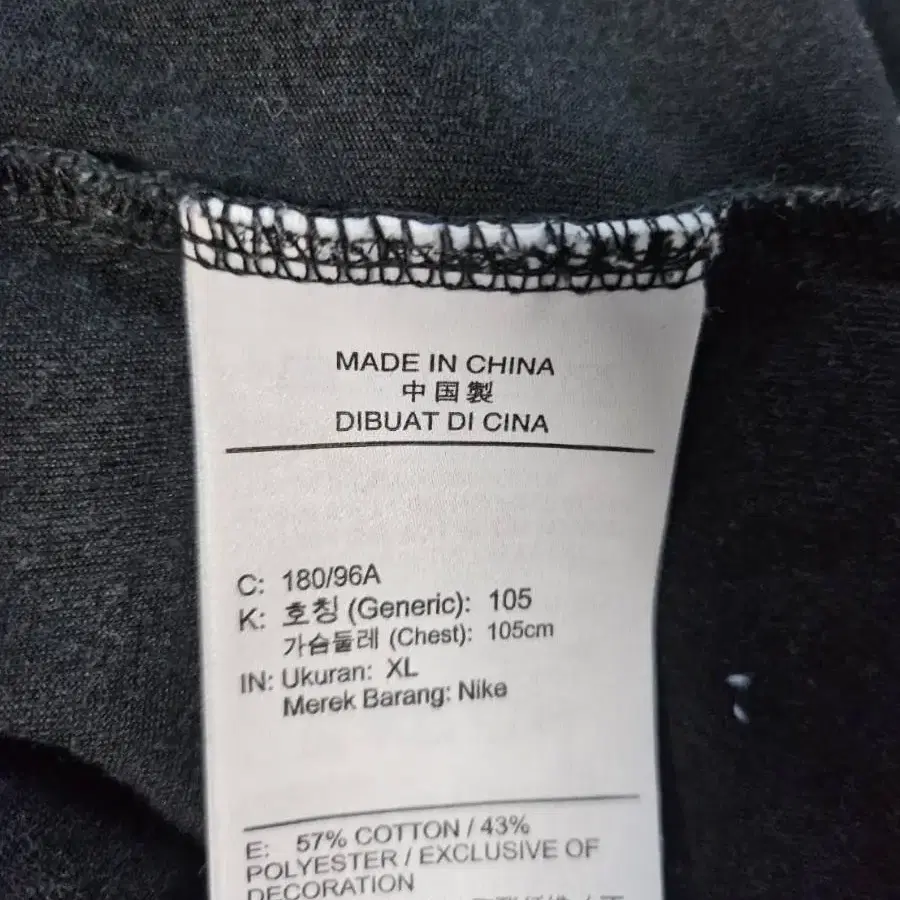 MADE IN CHINA
中国製
DIBUAT DI CINA
C: 180/96A
K: 호칭 (Generic): 105
가슴둘레 (Chest): 105cm
IN: Ukuran: XL
Merek Barang: Nike
E: 57% COTTON / 43%
POLYESTER / EXCLUSIVE OF
DECORATION